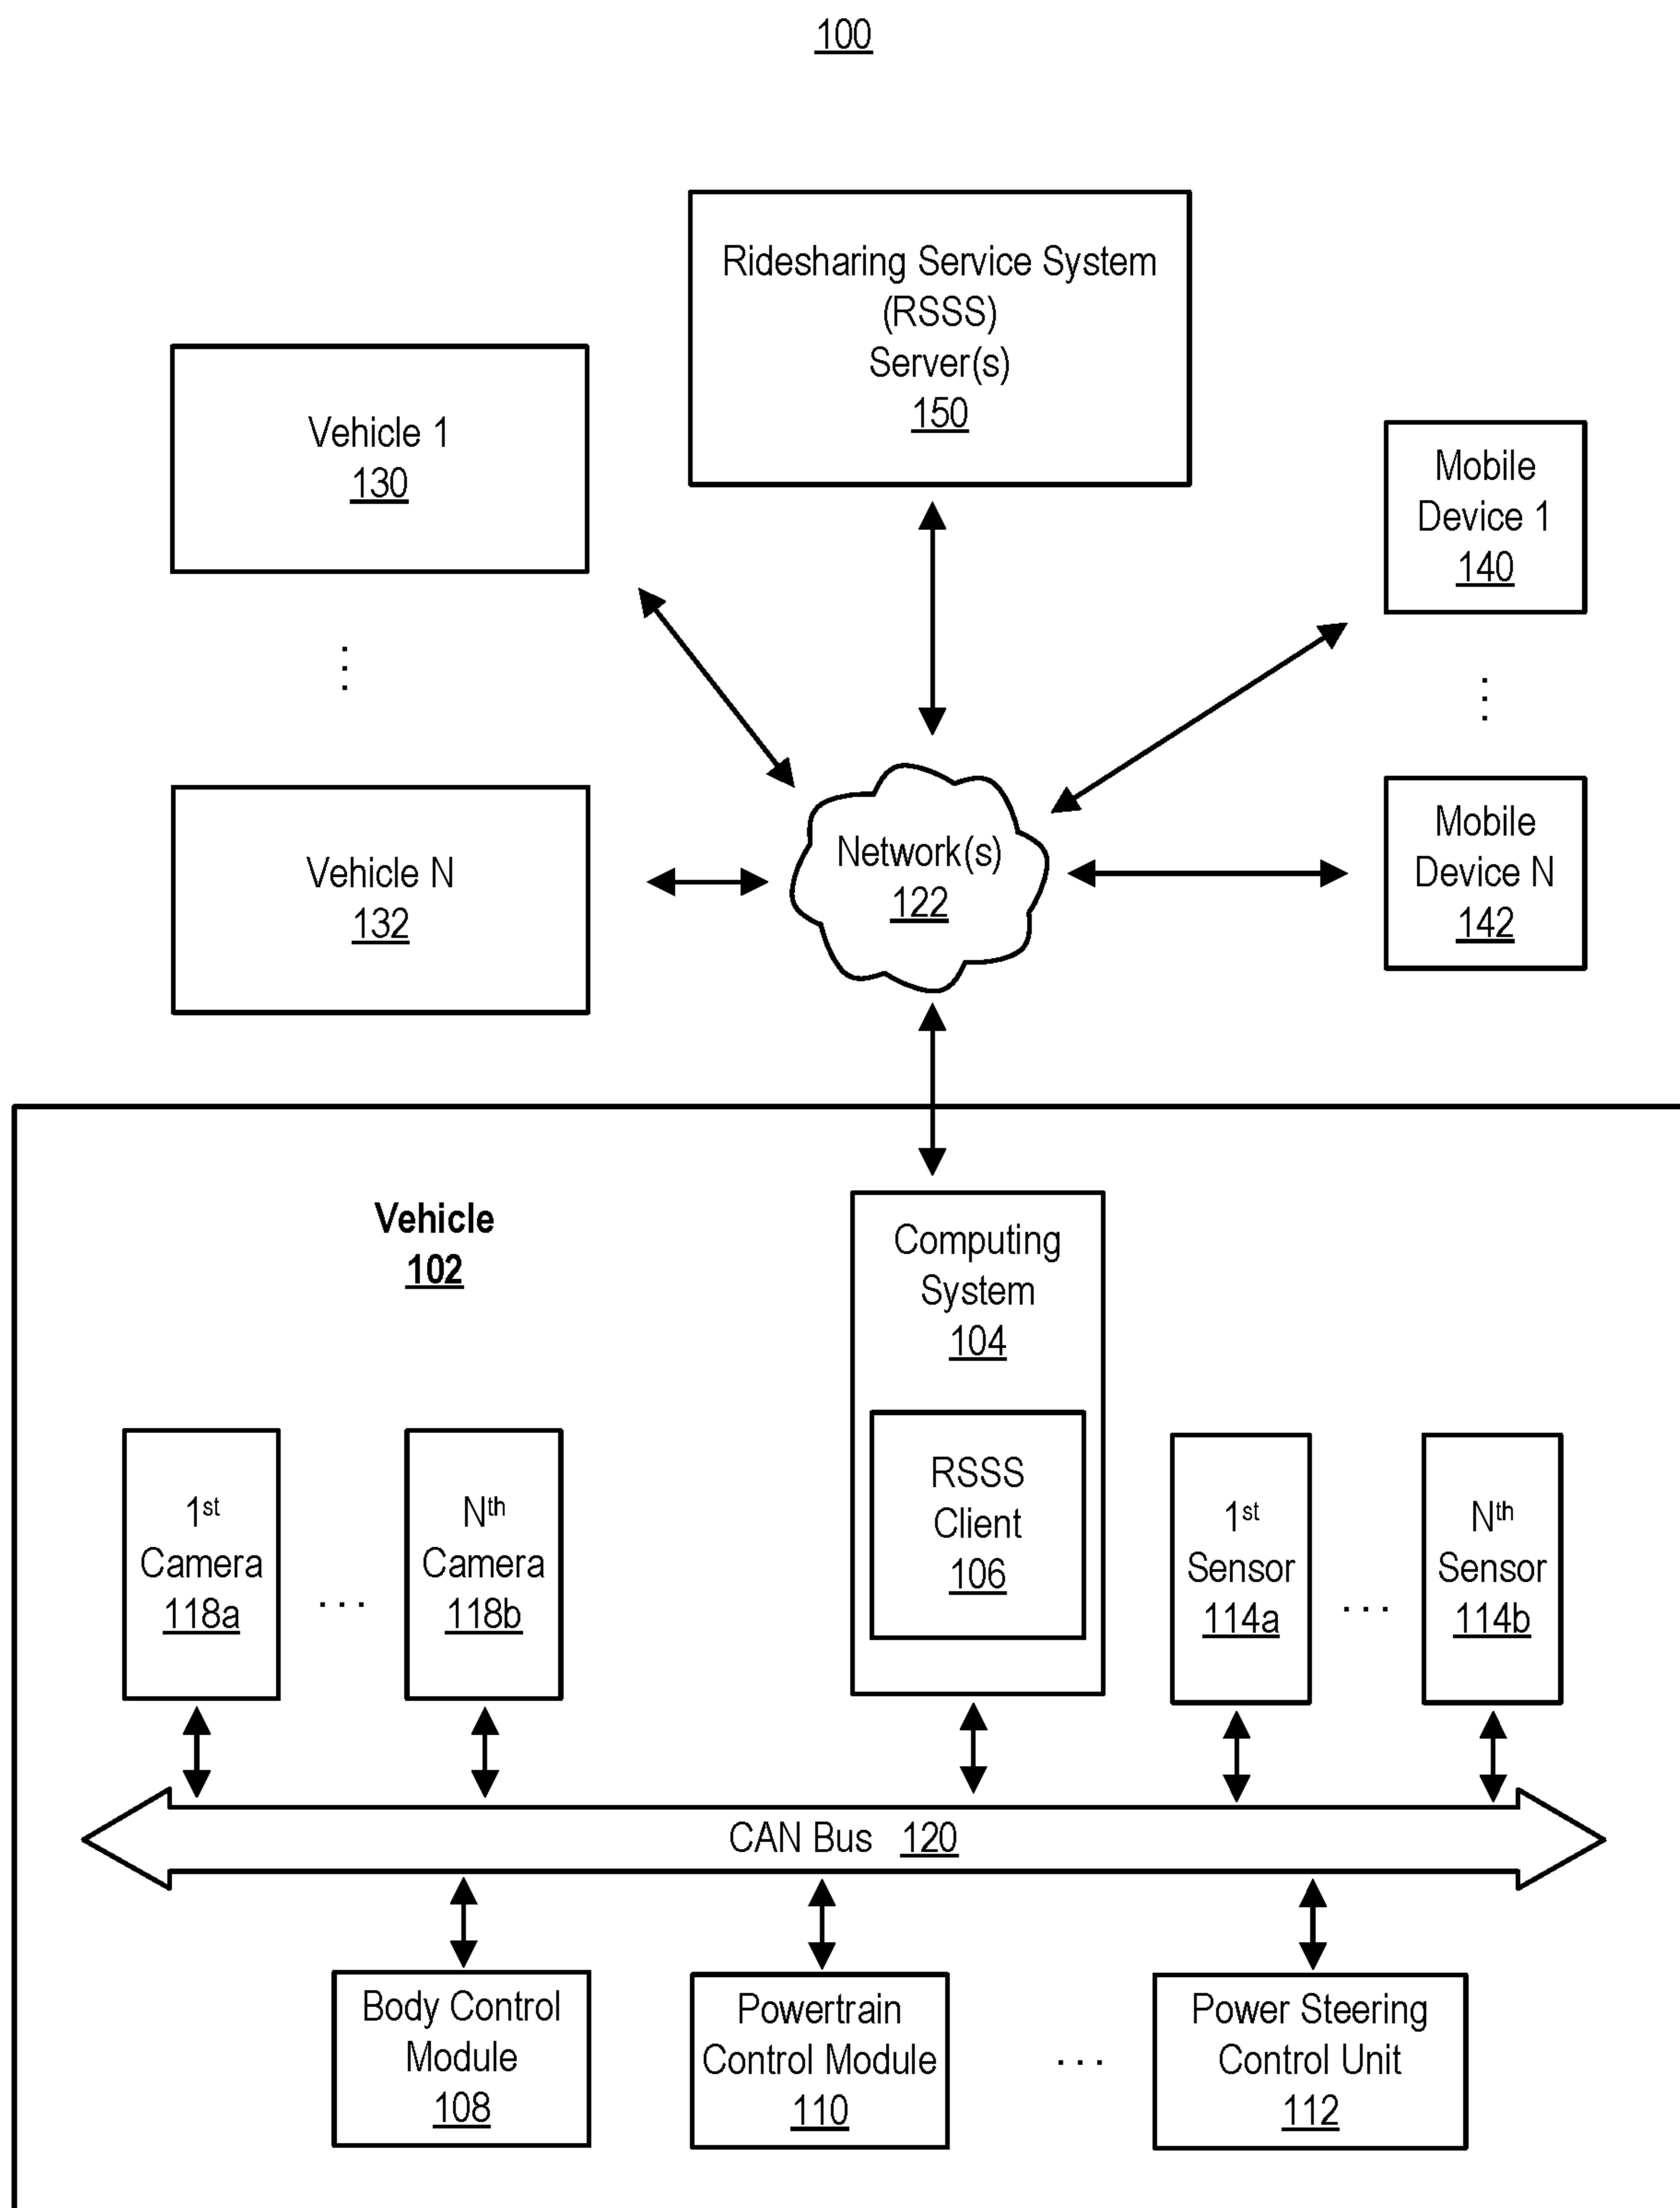 100
Ridesharing Service System
(RSSS)
Server(s)
150
Vehicle 1
130
Mobile
Device 1
140
Vehicle N
132
Network(s)
122
Mobile
Device N
142
Vehicle
102
Computing
System
104
RSSS
Client
106
1st
Camera
118a
. . .
Nth
Camera
118b
1st
Sensor
114a
. . .
Nth
Sensor
114b
CAN Bus 120
Body Control
Module
108
Powertrain
Control Module
110
. . .
Power Steering
Control Unit
112